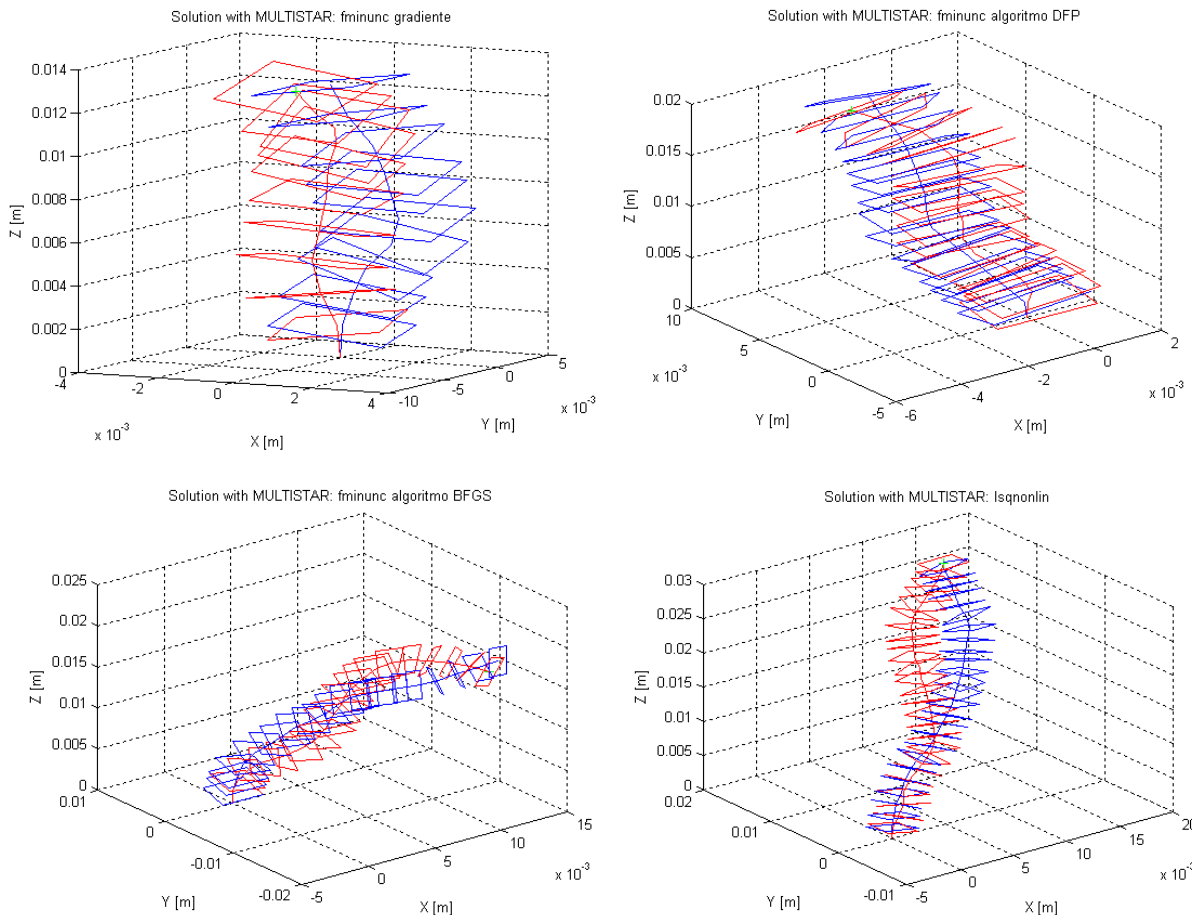 Solution with MULTISTAR: fminunc gradiente
0.014
0.012
0.01
0.008
0.006
0.004
0.002
0
Z [m]
-4
-2
0
2
4
x 10^-3
X [m]
-10
-5
0
5
x 10^-3
Y [m]
Solution with MULTISTAR: fminunc algoritmo DFP
0.02
0.015
0.01
0.005
0
Z [m]
10
5
0
-5
x 10^-3
Y [m]
-6
-4
-2
0
2
x 10^-3
X [m]
Solution with MULTISTAR: fminunc algoritmo BFGS
0.025
0.02
0.015
0.01
0.005
0
Z [m]
0.01
0
-0.01
-0.02
Y [m]
-5
0
5
10
15
x 10^-3
X [m]
Solution with MULTISTAR: lsqnonlin
0.03
0.025
0.02
0.015
0.01
0.005
0
Z [m]
0.02
0.01
0
-0.01
Y [m]
-5
0
5
10
15
20
x 10^-3
X [m]